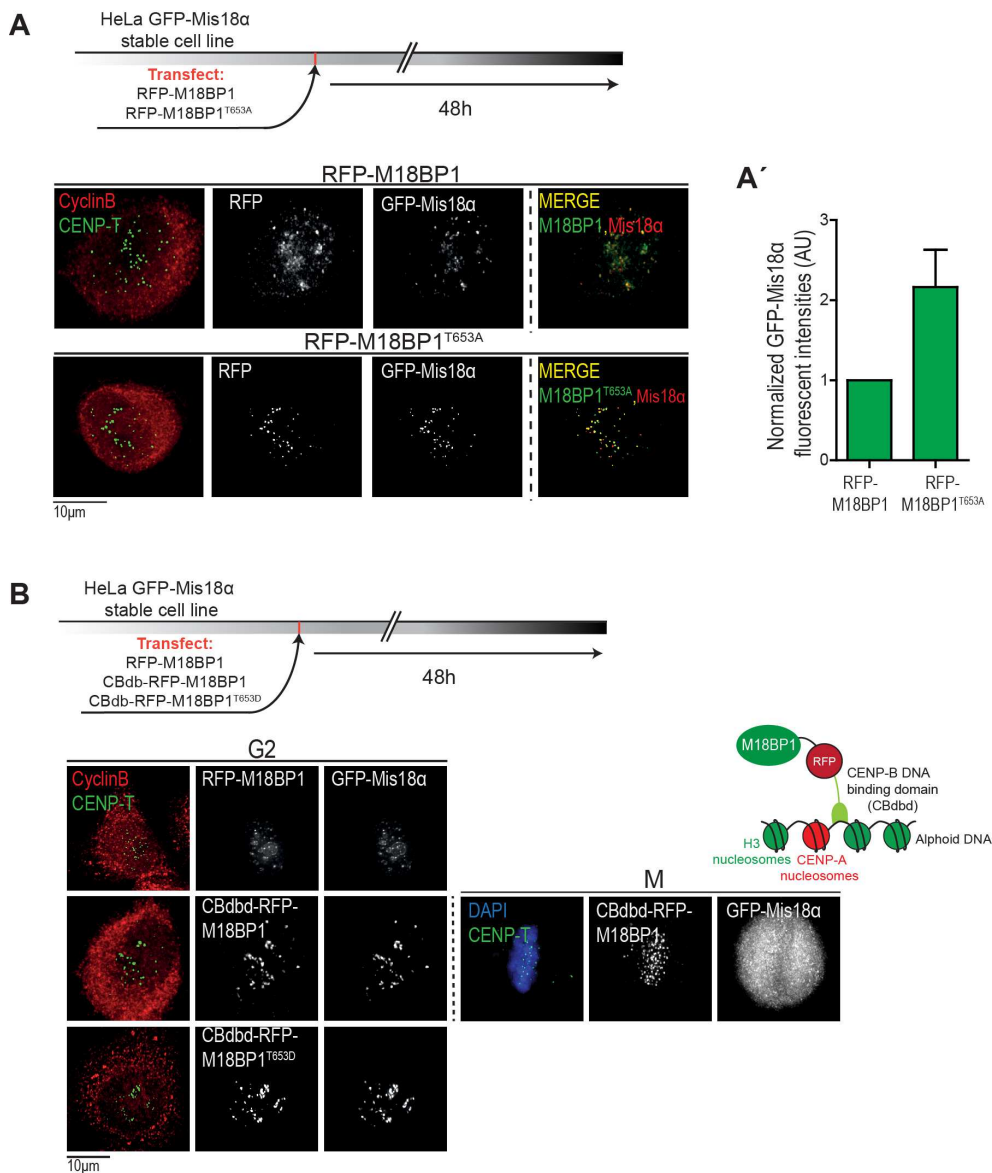 A
HeLa GFP-Mis18α
stable cell line
Transfect:
RFP-M18BP1
RFP-M18BP1T653A
48h
RFP-M18BP1
CyclinB
CENP-T
RFP
GFP-Mis18α
MERGE
M18BP1,Mis18α
RFP-M18BP1T653A
RFP
GFP-Mis18α
MERGE
M18BP1T653A,Mis18α
10µm
A´
Normalized GFP-Mis18α
fluorescent intensities (AU)
3
2
1
0
RFP-
M18BP1
RFP-
M18BP1T653A
B
HeLa GFP-Mis18α
stable cell line
Transfect:
RFP-M18BP1
CBdb-RFP-M18BP1
CBdb-RFP-M18BP1T653D
48h
G2
CyclinB
CENP-T
RFP-M18BP1
GFP-Mis18α
CBdbd-RFP-
M18BP1
CBdbd-RFP-
M18BP1T653D
10µm
M18BP1
RFP
CENP-B DNA
binding domain
(CBdbd)
Alphoid DNA
H3
nucleosomes
CENP-A
nucleosomes
M
DAPI
CENP-T
CBdbd-RFP-
M18BP1
GFP-Mis18α